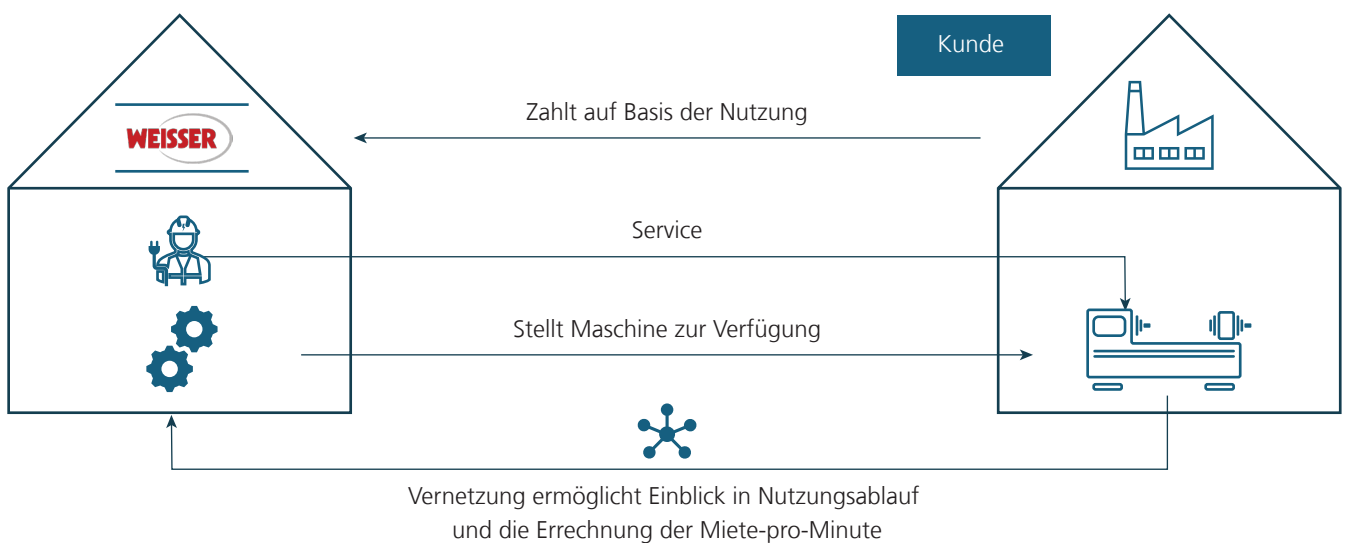 Kunde
Zahlt auf Basis der Nutzung
WEISSER
Service
Stellt Maschine zur Verfügung
Vernetzung ermöglicht Einblick in Nutzungsablauf
und die Errechnung der Miete-pro-Minute